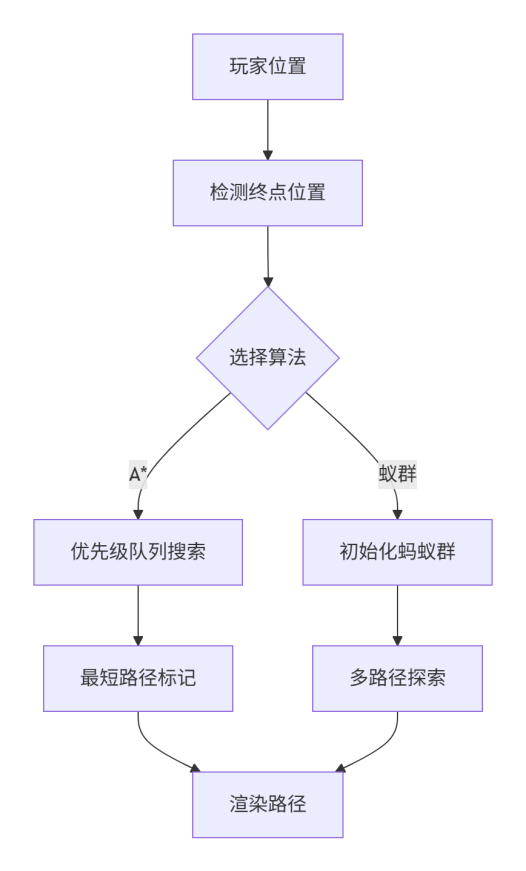 玩家位置
检测终点位置
选择算法
A*
蚁群
优先级队列搜索
初始化蚂蚁群
最短路径标记
多路径探索
渲染路径